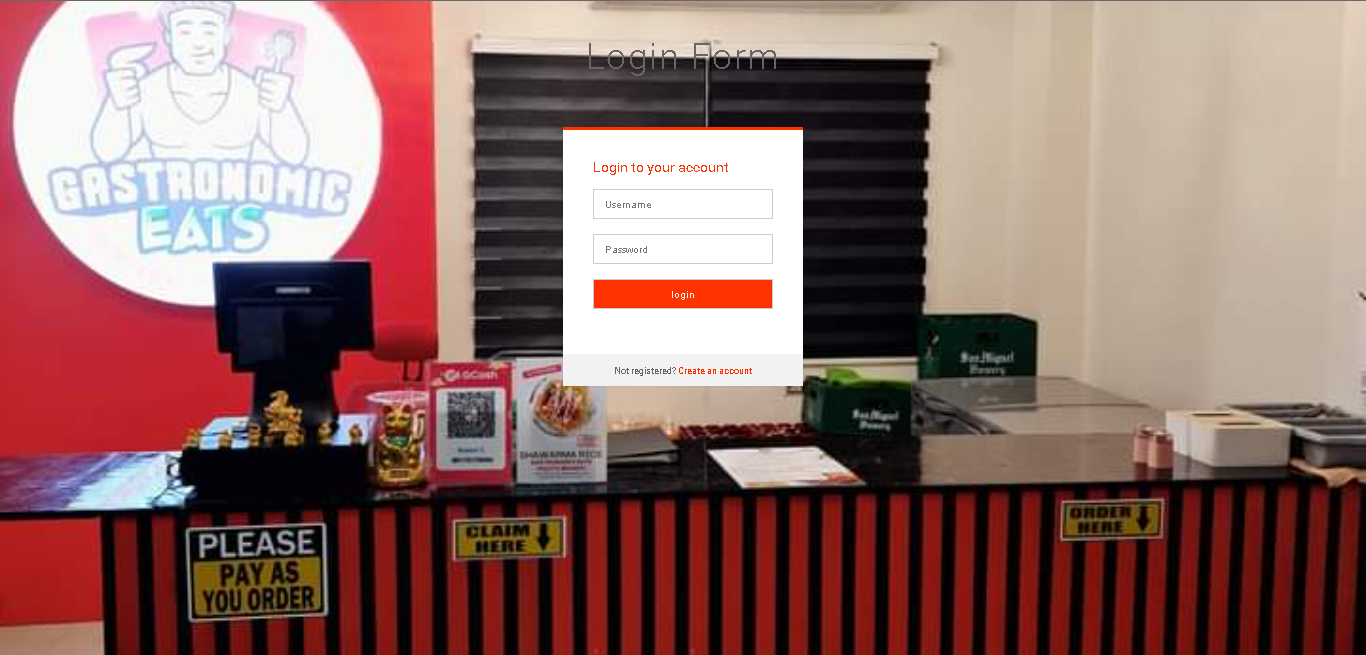 Login Form
GASTRONOMIC
EATS
Login to your account
Username
Password
login
Not registered? Create an account
GCash
San Miguel
Brewery
San Miguel
Brewery
SHAWARMA RICE
PLEASE
PAY AS
YOU ORDER
CLAIM
HERE
ORDER
HERE